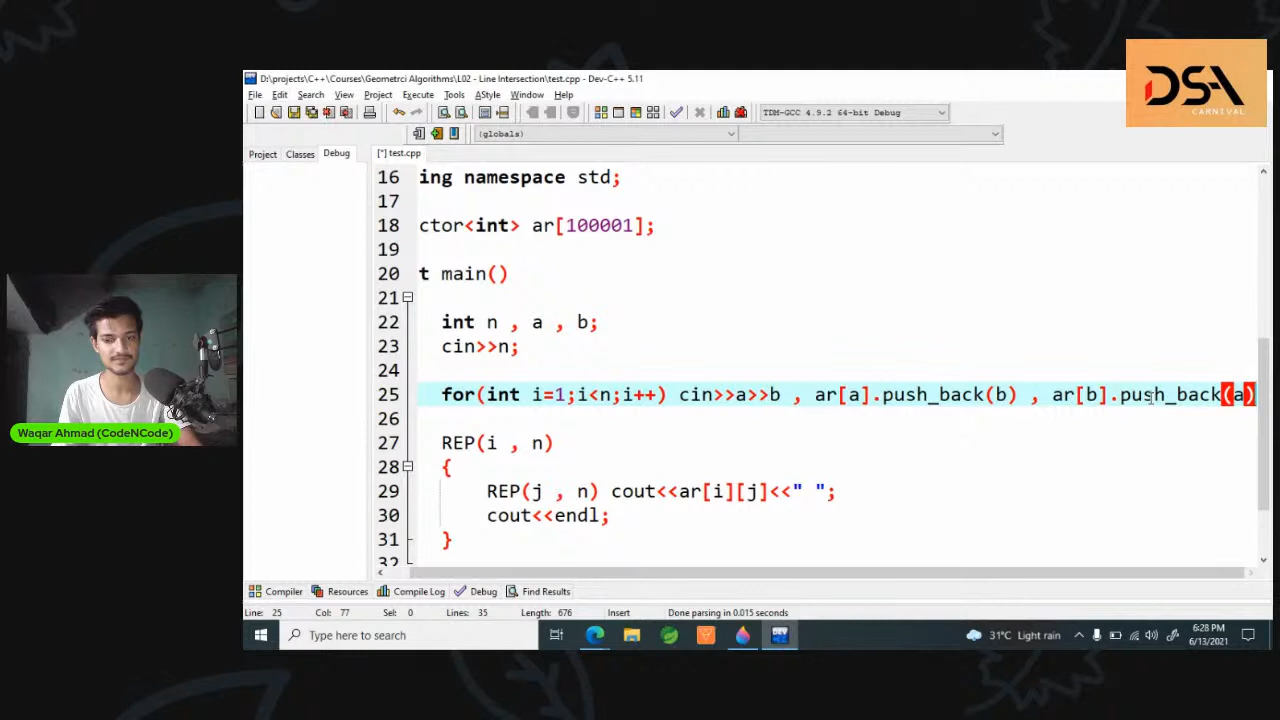 DSA
CARNIVAL
D:\projects\C++\Courses\Geometrci Algorithms\L02 - Line Intersection\test.cpp - Dev-C++ 5.11
File Edit Search View Project Execute Tools AStyle Window Help
TDM-GCC 4.9.2 64-bit Debug
(globals)
Project Classes Debug [*] test.cpp
16 ing namespace std;
17
18 ctor<int> ar[100001];
19
20 t main()
21
22 int n , a , b;
23 cin>>n;
24
25 for(int i=1;i<n;i++) cin>>a>>b , ar[a].push_back(b) , ar[b].push_back(a)
26
27 REP(i , n)
28 {
29 REP(j , n) cout<<ar[i][j]<<" ";
30 cout<<endl;
31 }
32
Waqar Ahmad (CodeNCode)
Compiler Resources Compile Log Debug Find Results
Line: 25 Col: 77 Sel: 0 Lines: 35 Length: 676 Insert Done parsing in 0.015 seconds
Type here to search
DEV
31°C Light rain
6:28 PM
6/13/2021